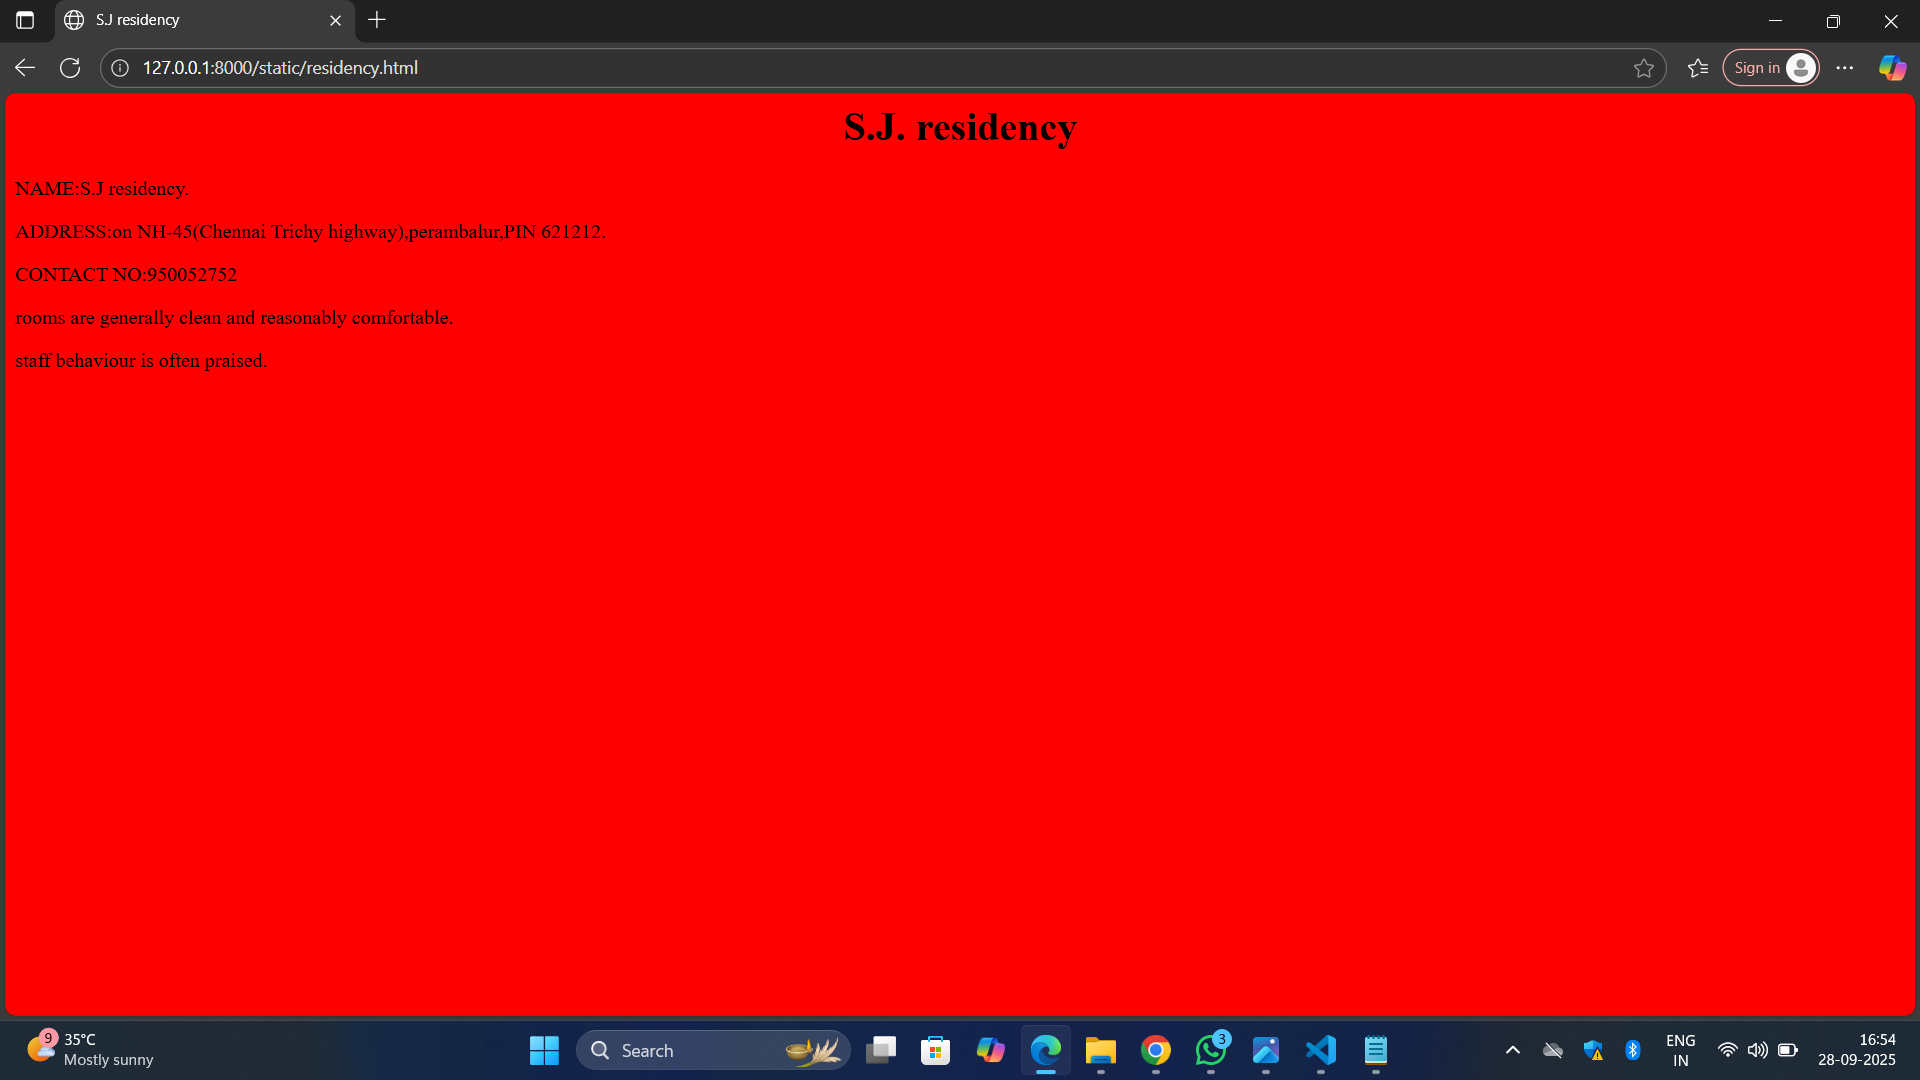 S.J residency
127.0.0.1:8000/static/residency.html
Sign in
S.J. residency
NAME:S.J residency.
ADDRESS:on NH-45(Chennai Trichy highway),perambalur,PIN 621212.
CONTACT NO:950052752
rooms are generally clean and reasonably comfortable.
staff behaviour is often praised.
9
35°C
Mostly sunny
Search
3
ENG
IN
16:54
28-09-2025